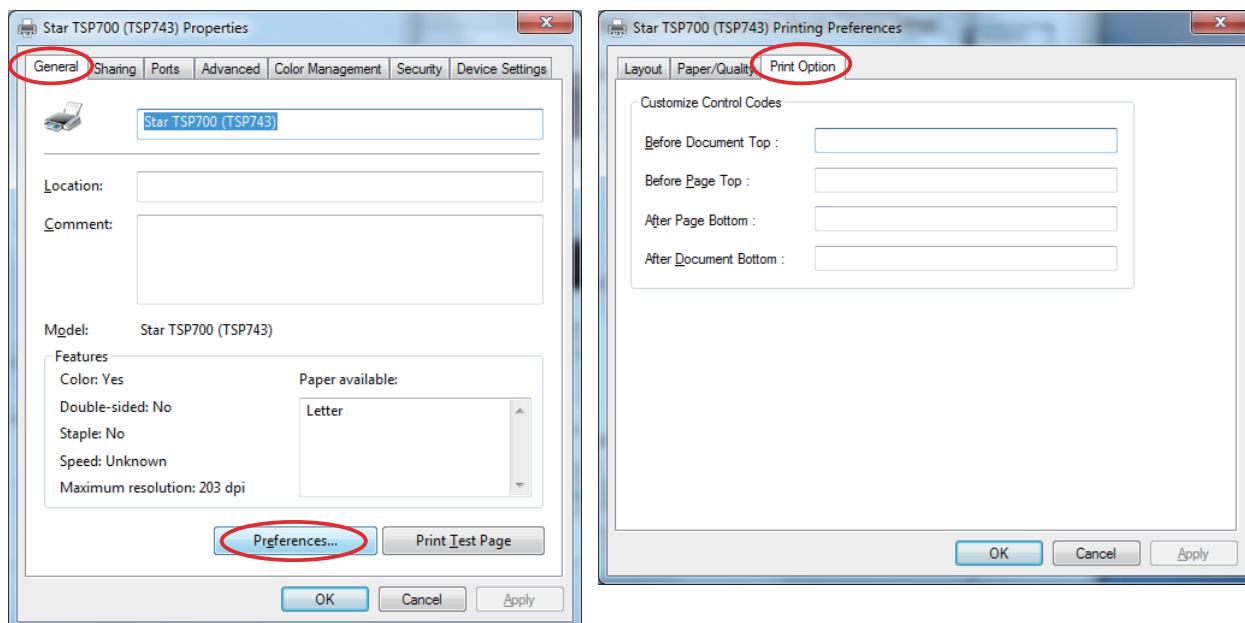 Star TSP700 (TSP743) Properties
X
General Sharing Ports Advanced Color Management Security Device Settings
Star TSP700 (TSP743)
Location:
Comment:
Model: Star TSP700 (TSP743)
Features
Color: Yes
Paper available:
Double-sided: No
Letter
Staple: No
Speed: Unknown
Maximum resolution: 203 dpi
Preferences... Print Test Page
OK Cancel Apply
Star TSP700 (TSP743) Printing Preferences
X
Layout Paper/Quality Print Option
Customize Control Codes
Before Document Top :
Before Page Top :
After Page Bottom :
After Document Bottom :
OK Cancel Apply